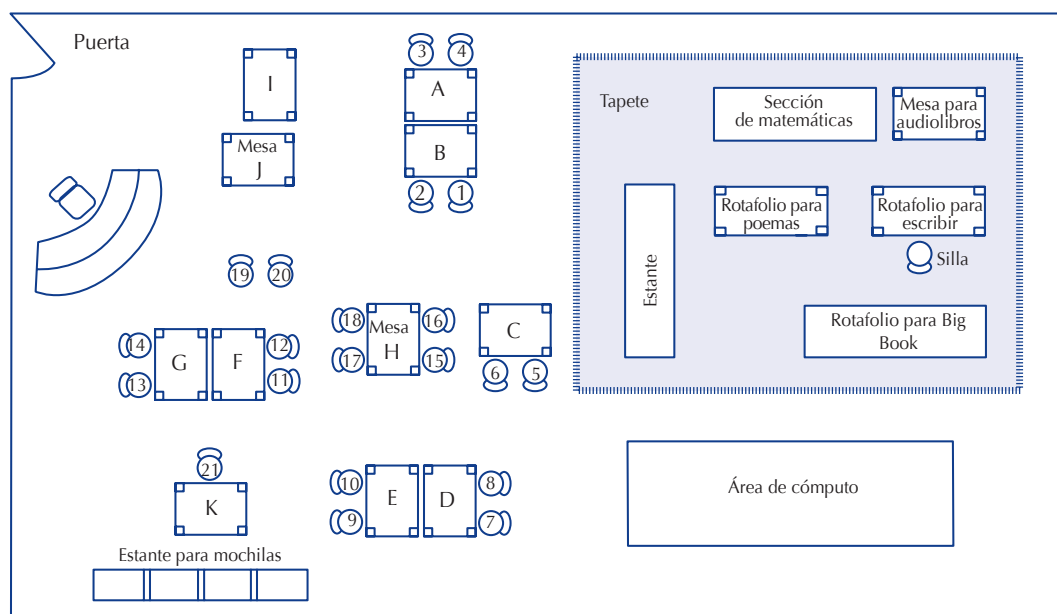 Puerta
3
4
I
A
Tapete
Sección
de matemáticas
Mesa para
audiolibros
Mesa
J
B
2
1
Rotafolio para
poemas
Rotafolio para
escribir
Estante
Silla
19
20
18
Mesa
H
16
17
15
C
6
5
Rotafolio para Big
Book
14
G
F
12
13
11
21
K
10
E
D
8
9
7
Área de cómputo
Estante para mochilas